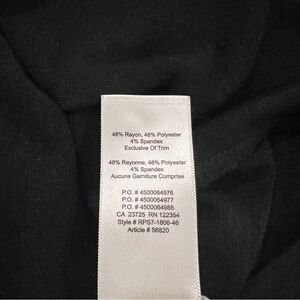 48% Rayon, 48% Polyester
4% Spandex
Exclusive Of Trim
48% Rayonne, 48% Polyester
4% Spandex
Aucune Garniture Comprise
P.O. # 4500064976
P.O. # 4500064977
P.O. # 4500064985
CA 23725 RN 122354
Style # RPS7-1806-46
Article # 56820